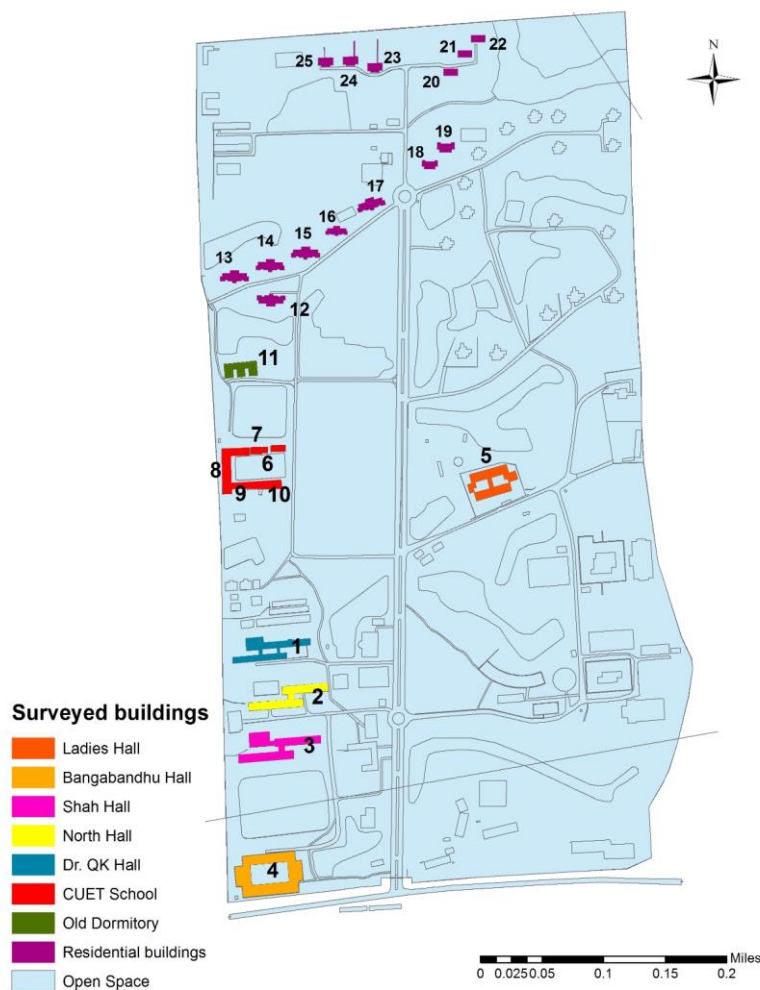 N
22
21
23
25
24
20
19
18
17
16
15
14
13
12
11
7
5
8
6
9
10
1
2
3
4
Surveyed buildings
Ladies Hall
Bangabandhu Hall
Shah Hall
North Hall
Dr. QK Hall
CUET School
Old Dormitory
Residential buildings
Open Space
Miles
0 0.025 0.05 0.1 0.15 0.2